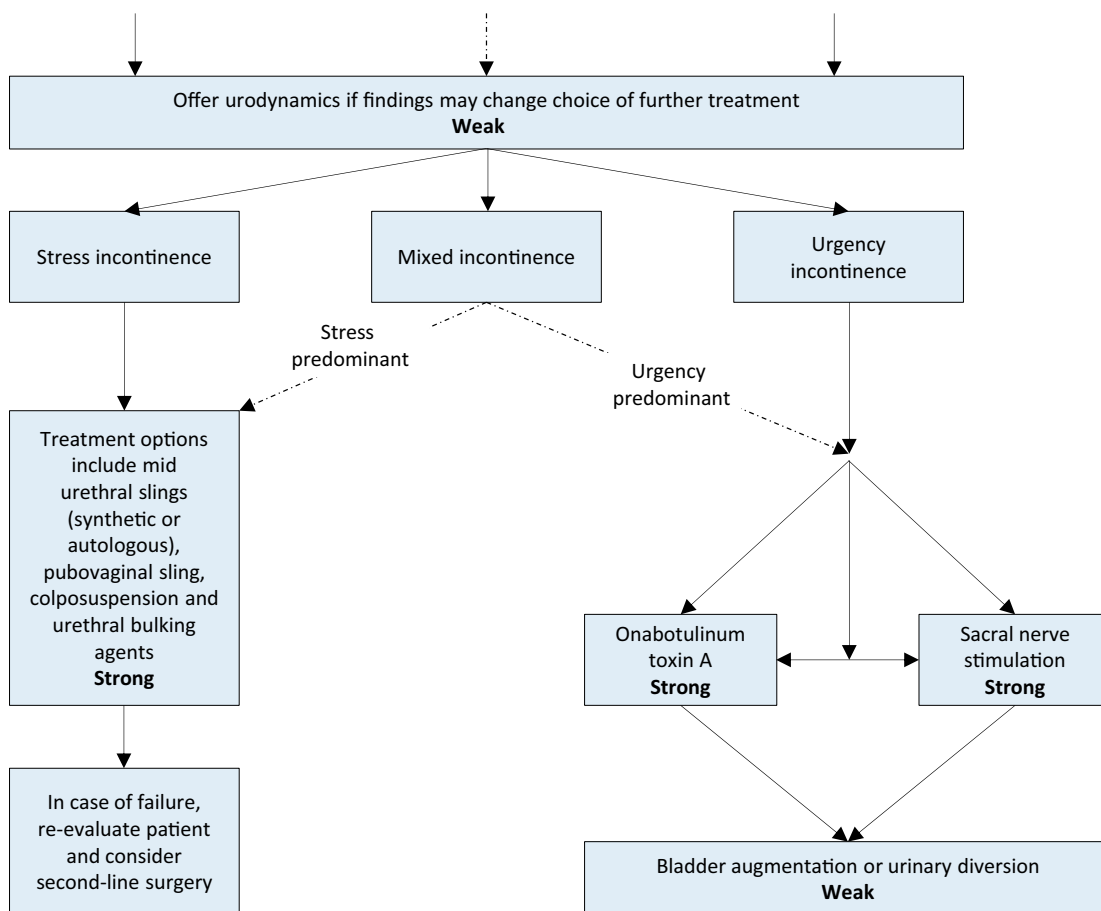 Offer urodynamics if findings may change choice of further treatment
Weak
Stress incontinence
Mixed incontinence
Urgency
incontinence
Stress
predominant
Urgency
predominant
Treatment options
include mid
urethral slings
(synthetic or
autologous),
pubovaginal sling,
colposuspension and
urethral bulking
agents
Strong
Onabotulinum
toxin A
Strong
Sacral nerve
stimulation
Strong
In case of failure,
re-evaluate patient
and consider
second-line surgery
Bladder augmentation or urinary diversion
Weak